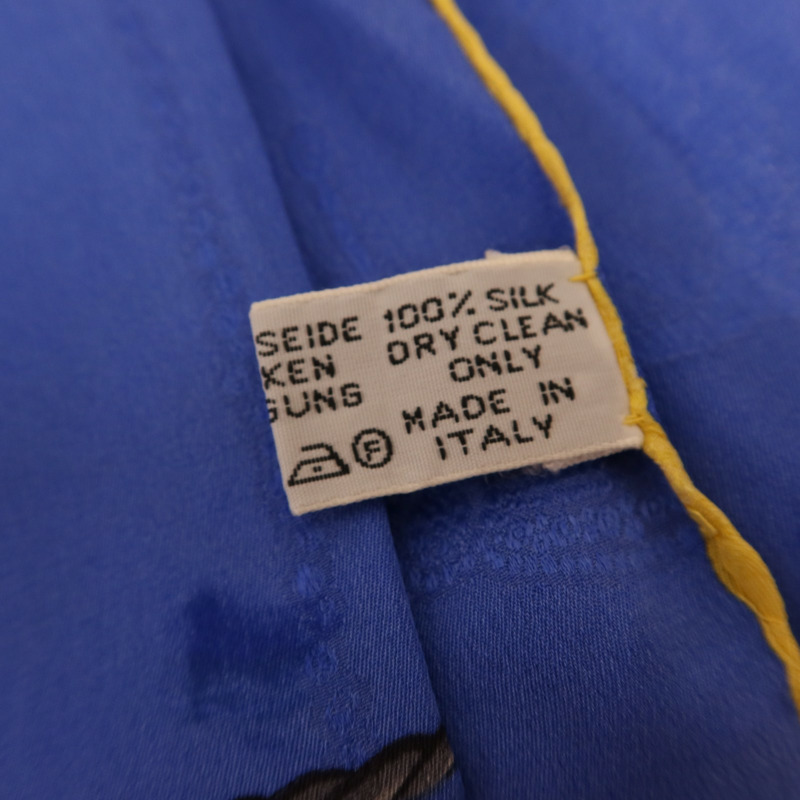 SEIDE
KEN
GUNG
F
100% SILK
DRY CLEAN
ONLY
MADE IN
ITALY